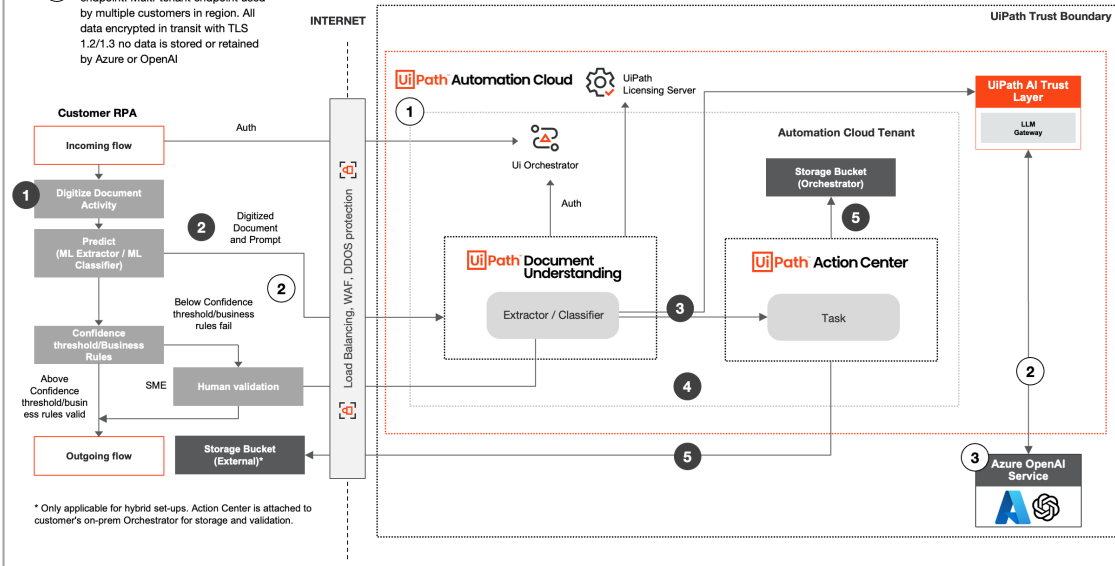 endpoint. Multi-tenant endpoint used
by multiple customers in region. All
data encrypted in transit with TLS
1.2/1.3 no data is stored or retained
by Azure or OpenAI
INTERNET
UiPath Trust Boundary
UiPath Automation Cloud
UiPath
Licensing Server
UiPath AI Trust
Layer
LLM
Gateway
Customer RPA
Incoming flow
Auth
1
Ui Orchestrator
Automation Cloud Tenant
Storage Bucket
(Orchestrator)
1
Digitize Document
Activity
2
Digitized
Document
and Prompt
Auth
5
Predict
(ML Extractor / ML
Classifier)
Load Balancing, WAF, DDOS protection
UiPath Document
Understanding
UiPath Action Center
2
Below Confidence
threshold/business
rules fail
Extractor / Classifier
3
Task
Confidence
threshold/Business
Rules
Above
Confidence
threshold/busin
ess rules valid
SME
Human validation
4
2
Outgoing flow
Storage Bucket
(External)*
5
3
Azure OpenAI
Service
* Only applicable for hybrid set-ups. Action Center is attached to
customer's on-prem Orchestrator for storage and validation.